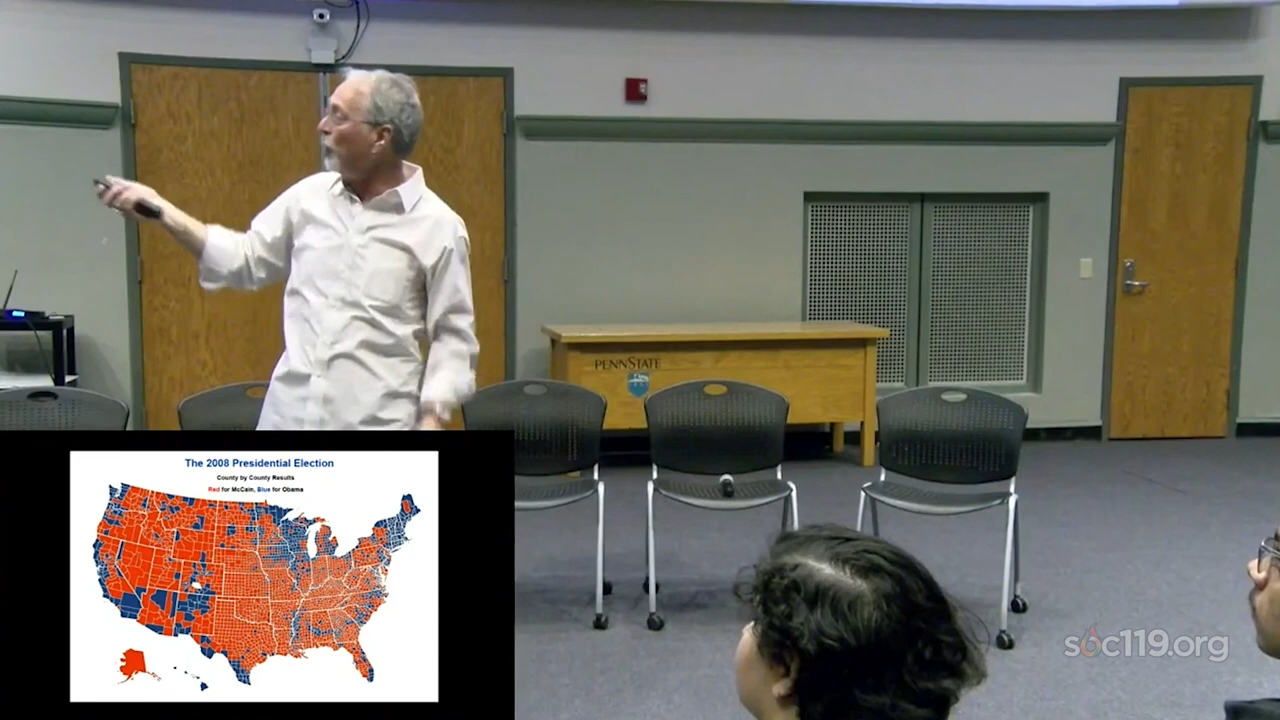 PENNSTATE
The 2008 Presidential Election
County by County Results
Red for McCain, Blue for Obama
soc119.org